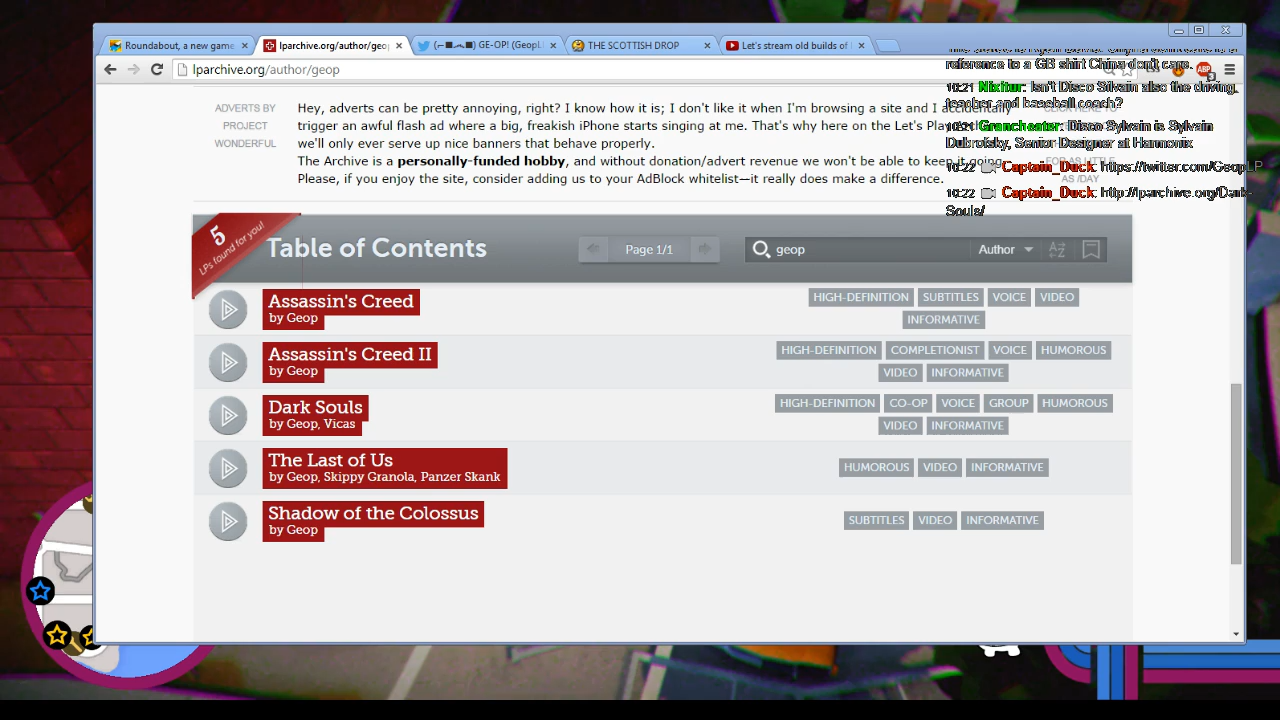 Roundabout, a new game
lparchive.org/author/geop
GE-OP! (GeopL
THE SCOTTISH DROP
Let's stream old builds of
lparchive.org/author/geop
reference to a GB shirt China don't care.
10:21 Nixitur: Isn't Disco Silvain also the driving
teacher and baseball coach?
10:21 Grancheater: Disco Sylvain is Sylvain
Dubrofsky, Senior Designer at Harmonix
10:22 Captain_Duck: https://twitter.com/GeopLP
10:22 Captain_Duck: http://lparchive.org/Dark-
Souls/
ADVERTS BY
PROJECT
WONDERFUL
Hey, adverts can be pretty annoying, right? I know how it is; I don't like it when I'm browsing a site and I accidentally
trigger an awful flash ad where a big, freakish iPhone starts singing at me. That's why here on the Let's Play
we'll only ever serve up nice banners that behave properly.
The Archive is a personally-funded hobby, and without donation/advert revenue we won't be able to keep it going.
Please, if you enjoy the site, consider adding us to your AdBlock whitelist—it really does make a difference.
FOR AS LITTLE
AS /DAY
5
LPs found for you!
Table of Contents
Page 1/1
geop
Author
Assassin's Creed
by Geop
HIGH-DEFINITION SUBTITLES VOICE VIDEO
INFORMATIVE
Assassin's Creed II
by Geop
HIGH-DEFINITION COMPLETIONIST VOICE HUMOROUS
VIDEO INFORMATIVE
Dark Souls
by Geop, Vicas
HIGH-DEFINITION CO-OP VOICE GROUP HUMOROUS
VIDEO INFORMATIVE
The Last of Us
by Geop, Skippy Granola, Panzer Skank
HUMOROUS VIDEO INFORMATIVE
Shadow of the Colossus
by Geop
SUBTITLES VIDEO INFORMATIVE